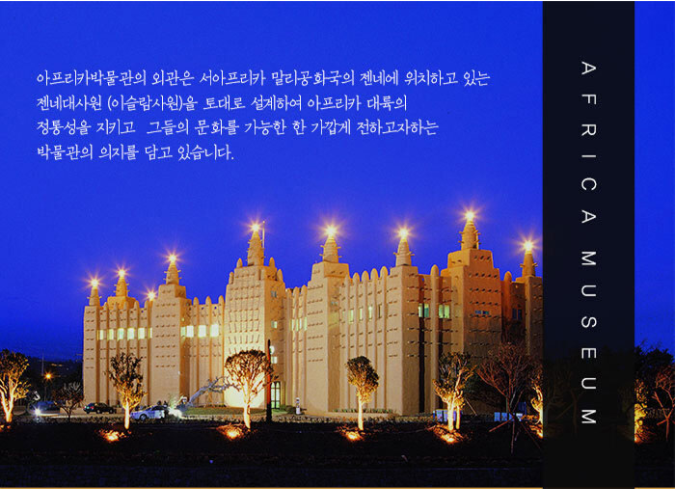 아프리카박물관의 외관은 서아프리카 말리공화국의 젠네에 위치하고 있는
젠네대사원 (이슬람사원)을 토대로 설계하여 아프리카 대륙의
정통성을 지키고 그들의 문화를 가능한 한 가깝게 전하고자하는
박물관의 의지를 담고 있습니다.
AFRICA MUSEUM